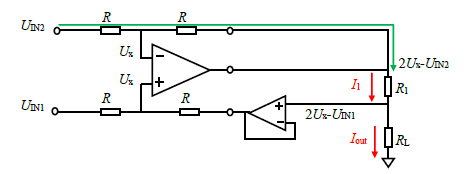 R R
UIN2
Ux
−
2Ux-UIN2
Ux
+
I1 R1
R R
UIN1
+
−
2Ux-UIN1
Iout RL